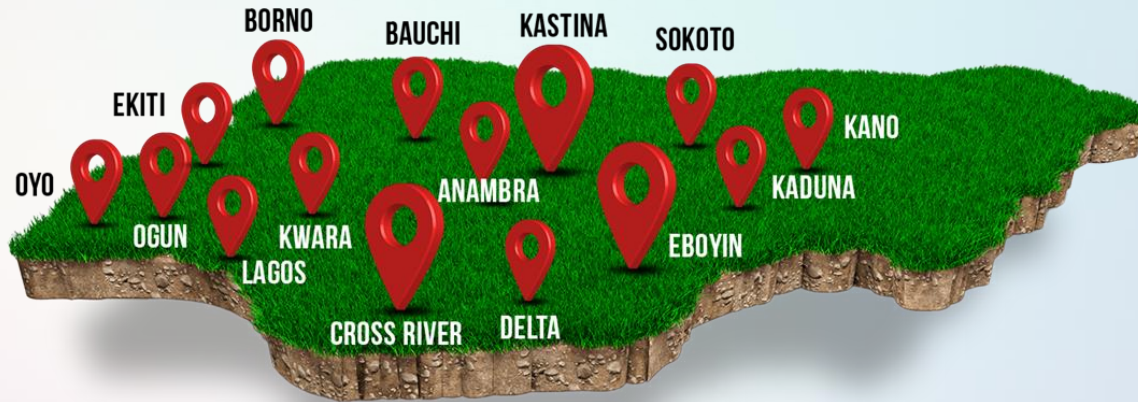 BORNO
BAUCHI
KASTINA
SOKOTO
EKITI
KANO
OYO
ANAMBRA
KADUNA
OGUN
KWARA
EBOYIN
LAGOS
CROSS RIVER
DELTA